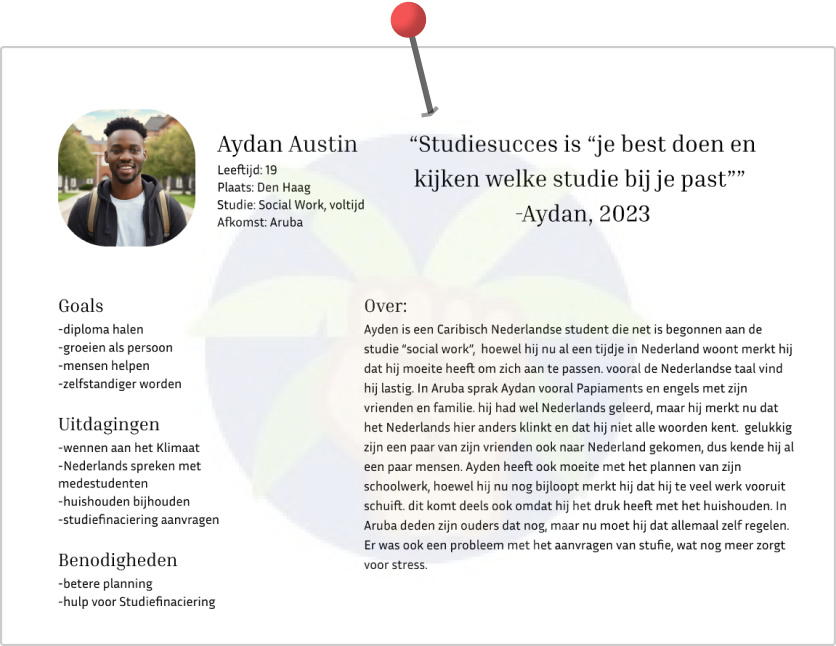 Aydan Austin
Leeftijd: 19
Plaats: Den Haag
Studie: Social Work, voltijd
Afkomst: Aruba
“Studiesucces is “je best doen en
kijken welke studie bij je past””
-Aydan, 2023
Goals
-diploma halen
-groeien als persoon
-mensen helpen
-zelfstandiger worden
Uitdagingen
-wennen aan het Klimaat
-Nederlands spreken met
medestudenten
-huishouden bijhouden
-studiefinaciering aanvragen
Benodigheden
-betere planning
-hulp voor Studiefinaciering
Over:
Ayden is een Caribisch Nederlandse student die net is begonnen aan de
studie “social work”,  hoewel hij nu al een tijdje in Nederland woont merkt hij
dat hij moeite heeft om zich aan te passen. vooral de Nederlandse taal vind
hij lastig. In Aruba sprak Aydan vooral Papiaments en engels met zijn
vrienden en familie. hij had wel Nederlands geleerd, maar hij merkt nu dat
het Nederlands hier anders klinkt en dat hij niet alle woorden kent.  gelukkig
zijn een paar van zijn vrienden ook naar Nederland gekomen, dus kende hij al
een paar mensen. Ayden heeft ook moeite met het plannen van zijn
schoolwerk, hoewel hij nu nog bijloopt merkt hij dat hij te veel werk vooruit
schuift. dit komt deels ook omdat hij het druk heeft met het huishouden. In
Aruba deden zijn ouders dat nog, maar nu moet hij dat allemaal zelf regelen.
Er was ook een probleem met het aanvragen van stufie, wat nog meer zorgt
voor stress.